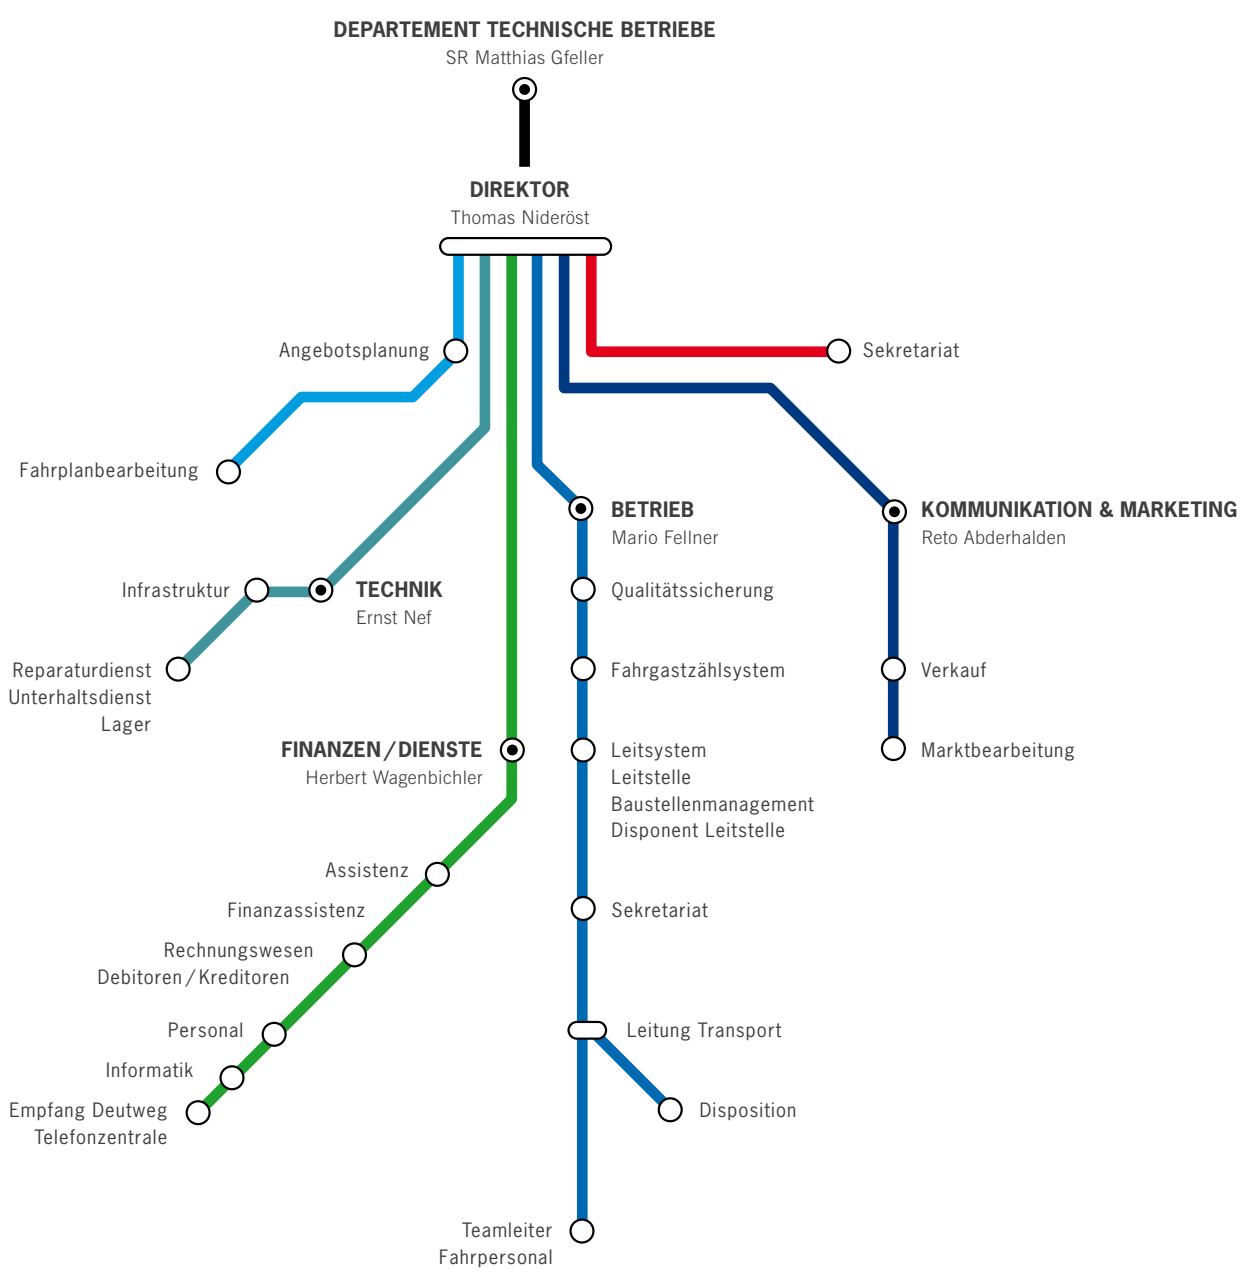 DEPARTEMENT TECHNISCHE BETRIEBE
SR Matthias Gfeller
DIREKTOR
Thomas Nideröst
Angebotsplanung
Sekretariat
Fahrplanbearbeitung
BETRIEB
Mario Fellner
KOMMUNIKATION & MARKETING
Reto Abderhalden
Infrastruktur
TECHNIK
Ernst Nef
Qualitätssicherung
Reparaturdienst
Unterhaltsdienst
Lager
Fahrgastzählsystem
Verkauf
FINANZEN/DIENSTE
Herbert Wagenbichler
Leitsystem
Leitstelle
Baustellenmanagement
Disponent Leitstelle
Marktbearbeitung
Assistenz
Finanzassistenz
Sekretariat
Rechnungswesen
Debitoren/Kreditoren
Personal
Leitung Transport
Informatik
Empfang Deutweg
Telefonzentrale
Disposition
Teamleiter
Fahrpersonal